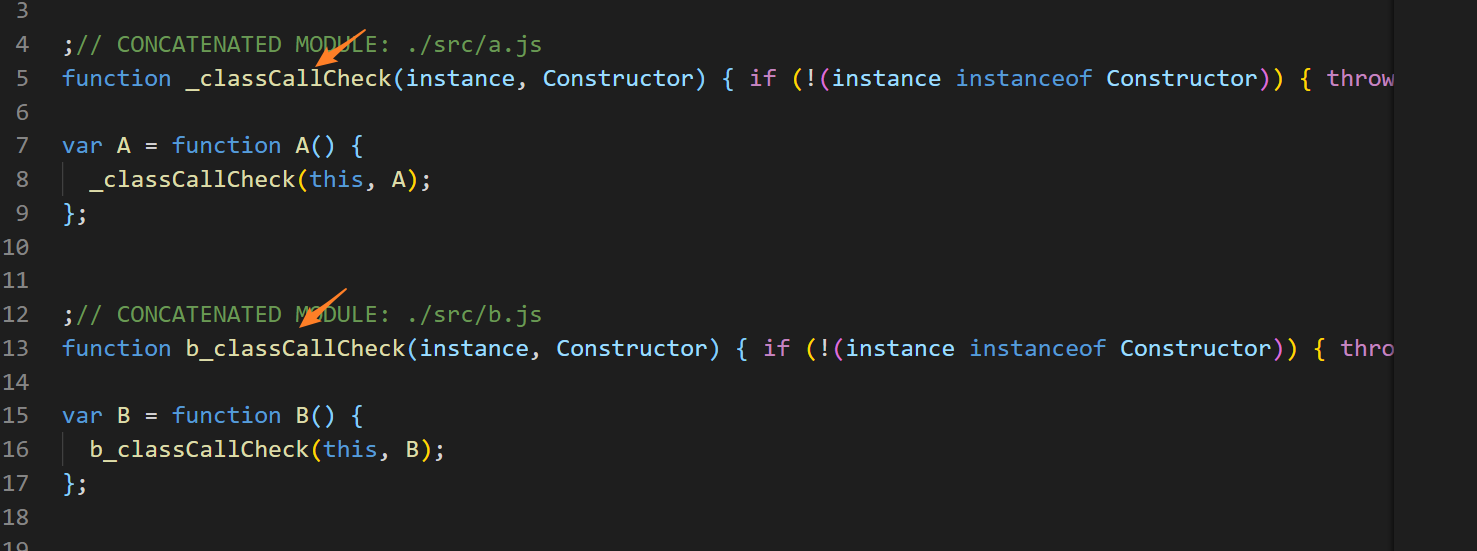 3
4 ;// CONCATENATED MODULE: ./src/a.js
5 function _classCallCheck(instance, Constructor) { if (!(instance instanceof Constructor)) { throw
6
7 var A = function A() {
8 _classCallCheck(this, A);
9 };
10
11
12 ;// CONCATENATED MODULE: ./src/b.js
13 function b_classCallCheck(instance, Constructor) { if (!(instance instanceof Constructor)) { thro
14
15 var B = function B() {
16 b_classCallCheck(this, B);
17 };
18
19